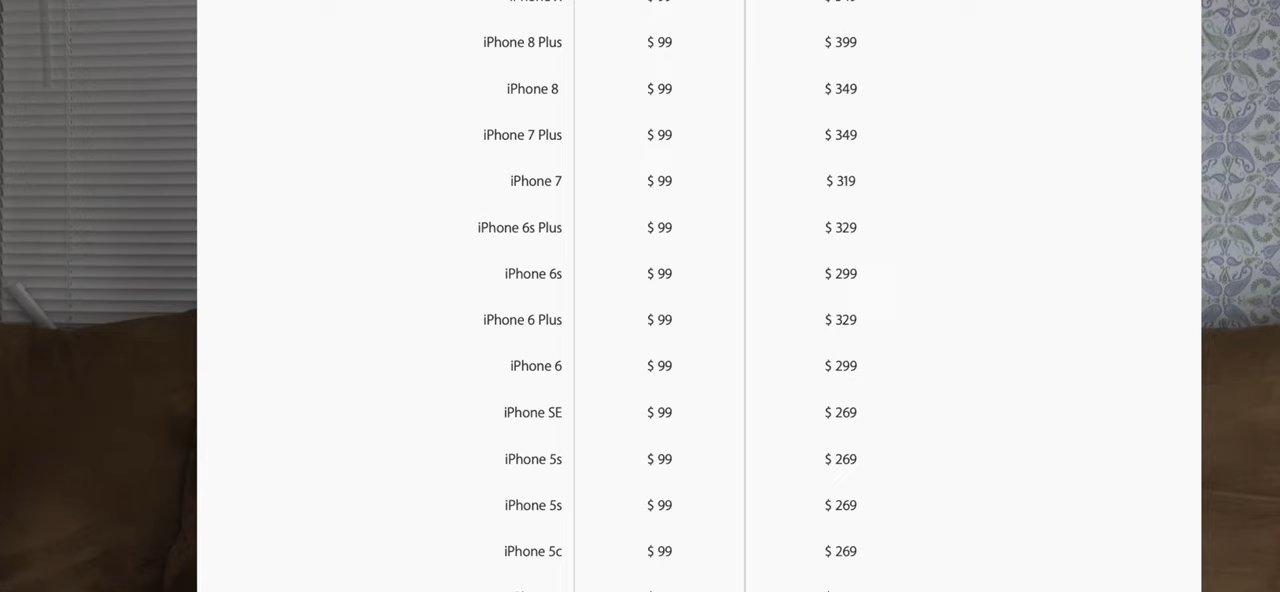 iPhone 8 Plus $ 99 $ 399
iPhone 8 $ 99 $ 349
iPhone 7 Plus $ 99 $ 349
iPhone 7 $ 99 $ 319
iPhone 6s Plus $ 99 $ 329
iPhone 6s $ 99 $ 299
iPhone 6 Plus $ 99 $ 329
iPhone 6 $ 99 $ 299
iPhone SE $ 99 $ 269
iPhone 5s $ 99 $ 269
iPhone 5s $ 99 $ 269
iPhone 5c $ 99 $ 269